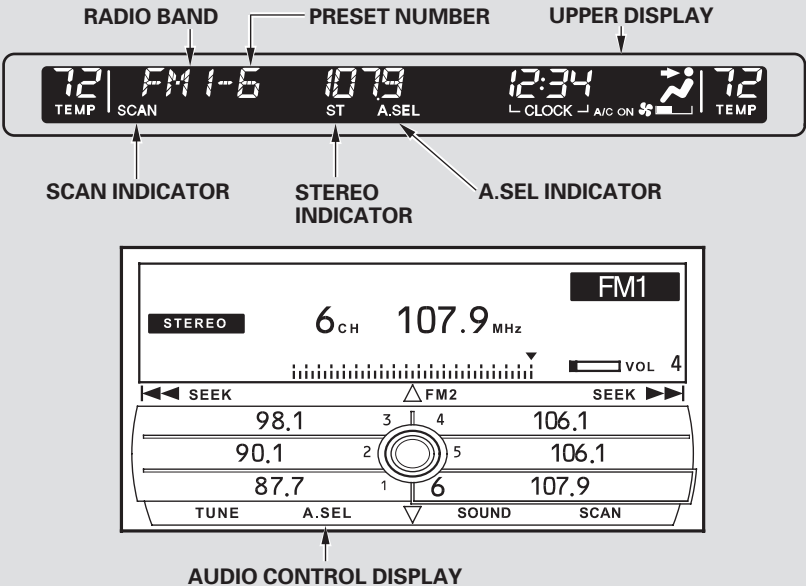 RADIO BAND PRESET NUMBER UPPER DISPLAY
72 FM1-6 107.9 12:34 72
TEMP SCAN ST A.SEL CLOCK A/C ON TEMP
SCAN INDICATOR STEREO INDICATOR A.SEL INDICATOR
FM1
STEREO 6CH 107.9MHz
VOL 4
SEEK FM2 SEEK
98.1 3 4 106.1
90.1 2 5 106.1
87.7 1 6 107.9
TUNE A.SEL SOUND SCAN
AUDIO CONTROL DISPLAY